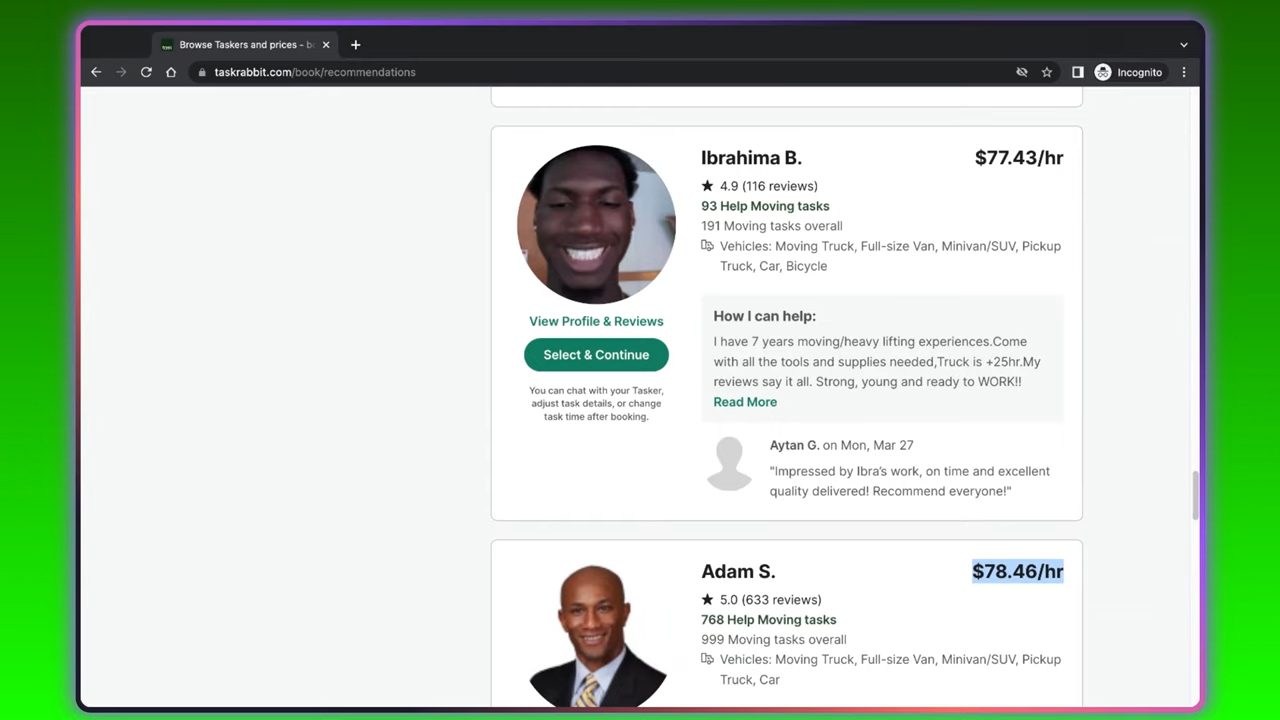 Browse Taskers and prices - b
taskrabbit.com/book/recommendations
Incognito
Ibrahima B.
$77.43/hr
4.9 (116 reviews)
93 Help Moving tasks
191 Moving tasks overall
Vehicles: Moving Truck, Full-size Van, Minivan/SUV, Pickup
Truck, Car, Bicycle
View Profile & Reviews
Select & Continue
You can chat with your Tasker,
adjust task details, or change
task time after booking.
How I can help:
I have 7 years moving/heavy lifting experiences.Come
with all the tools and supplies needed,Truck is +25hr.My
reviews say it all. Strong, young and ready to WORK!!
Read More
Aytan G. on Mon, Mar 27
"Impressed by Ibra's work, on time and excellent
quality delivered! Recommend everyone!"
Adam S.
$78.46/hr
5.0 (633 reviews)
768 Help Moving tasks
999 Moving tasks overall
Vehicles: Moving Truck, Full-size Van, Minivan/SUV, Pickup
Truck, Car